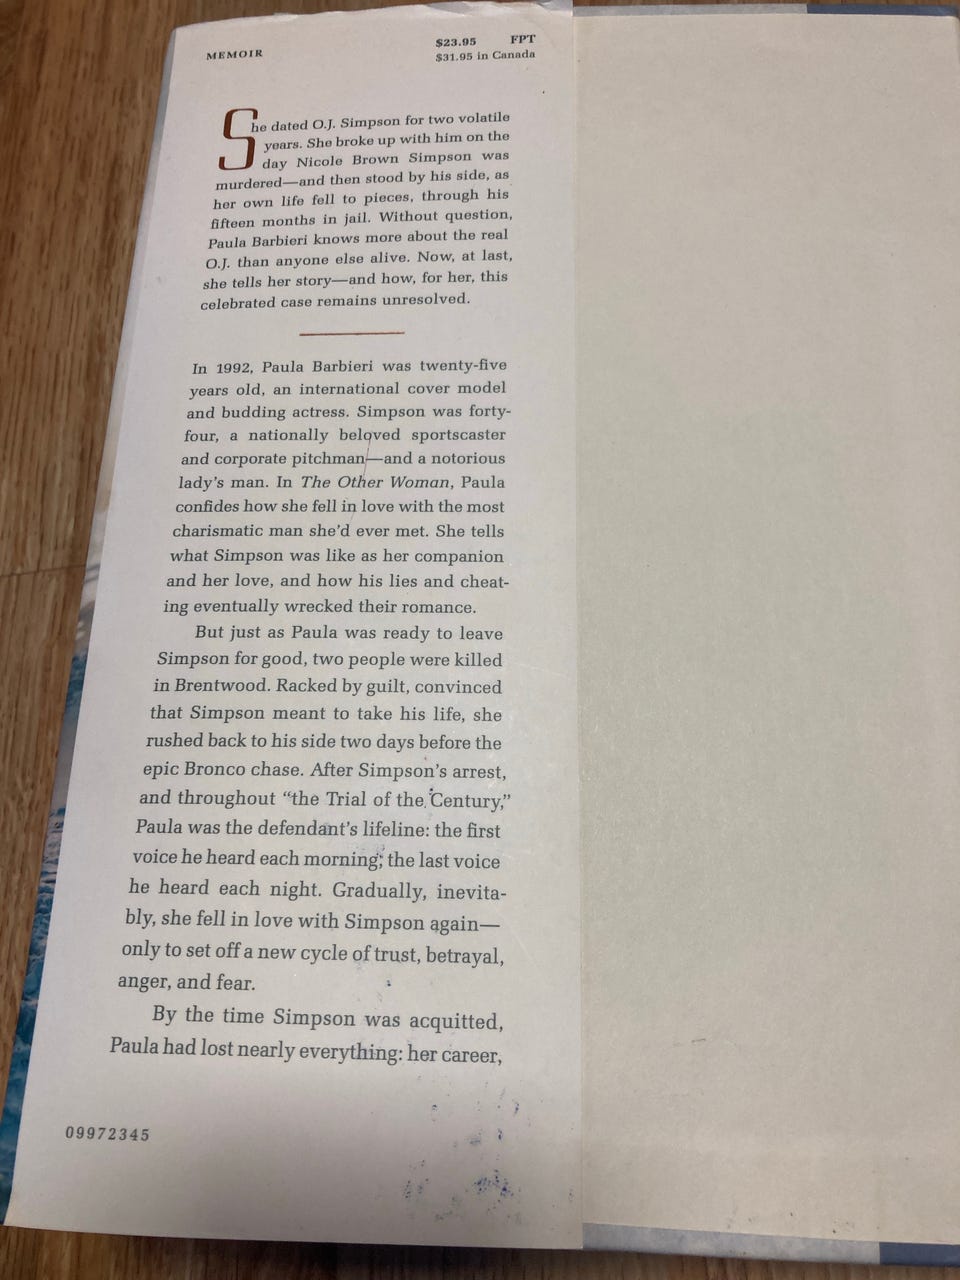 MEMOIR
$23.95 FPT
$31.95 in Canada
She dated O.J. Simpson for two volatile
years. She broke up with him on the
day Nicole Brown Simpson was
murdered—and then stood by his side, as
her own life fell to pieces, through his
fifteen months in jail. Without question,
Paula Barbieri knows more about the real
O.J. than anyone else alive. Now, at last,
she tells her story—and how, for her, this
celebrated case remains unresolved.
In 1992, Paula Barbieri was twenty-five
years old, an international cover model
and budding actress. Simpson was forty-
four, a nationally beloved sportscaster
and corporate pitchman—and a notorious
lady's man. In The Other Woman, Paula
confides how she fell in love with the most
charismatic man she'd ever met. She tells
what Simpson was like as her companion
and her love, and how his lies and cheat-
ing eventually wrecked their romance.
But just as Paula was ready to leave
Simpson for good, two people were killed
in Brentwood. Racked by guilt, convinced
that Simpson meant to take his life, she
rushed back to his side two days before the
epic Bronco chase. After Simpson's arrest,
and throughout “the Trial of the Century,”
Paula was the defendant's lifeline: the first
voice he heard each morning; the last voice
he heard each night. Gradually, inevita-
bly, she fell in love with Simpson again—
only to set off a new cycle of trust, betrayal,
anger, and fear.
By the time Simpson was acquitted,
Paula had lost nearly everything: her career,
09972345